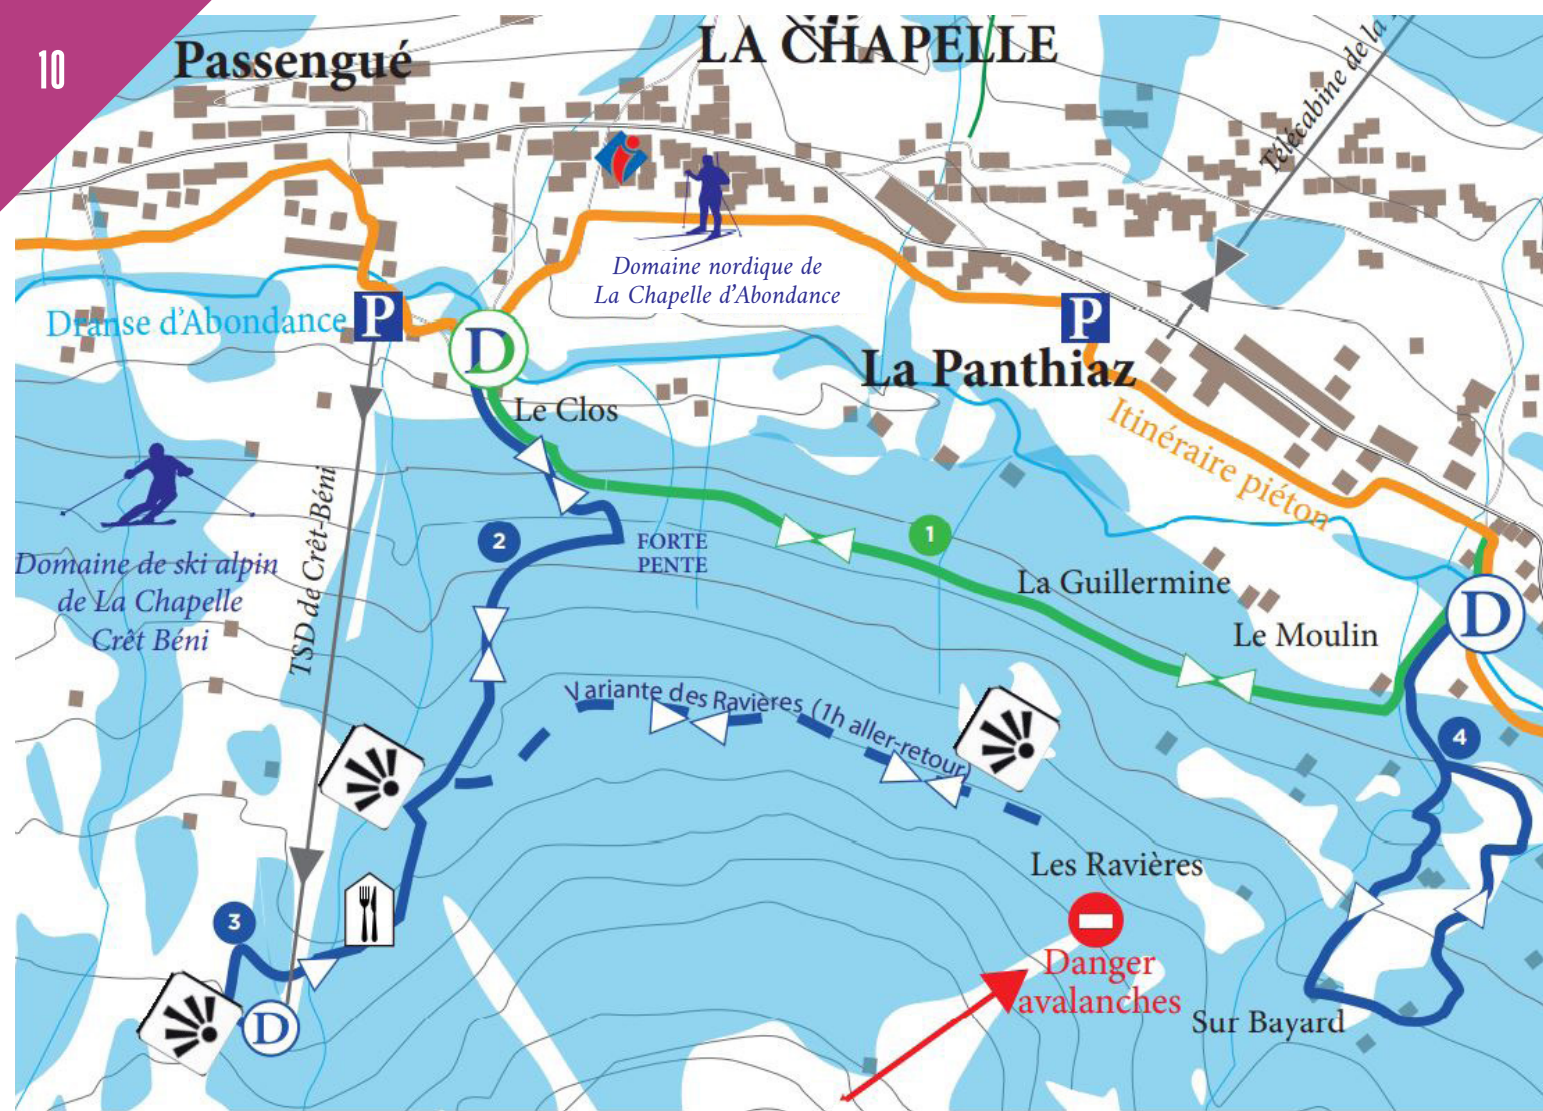 10
Passengué
LA CHAPELLE
Télécabine de la
Domaine nordique de
La Chapelle d'Abondance
Dranse d'Abondance
P
D
P
La Panthiaz
Le Clos
Itinéraire piéton
TSD de Crêt-Béni
2
FORTE
PENTE
1
Domaine de ski alpin
de La Chapelle
Crêt Béni
La Guillermine
Le Moulin
D
Variante des Ravières (1h aller-retour)
4
Les Ravières
3
Danger
avalanches
Sur Bayard
D